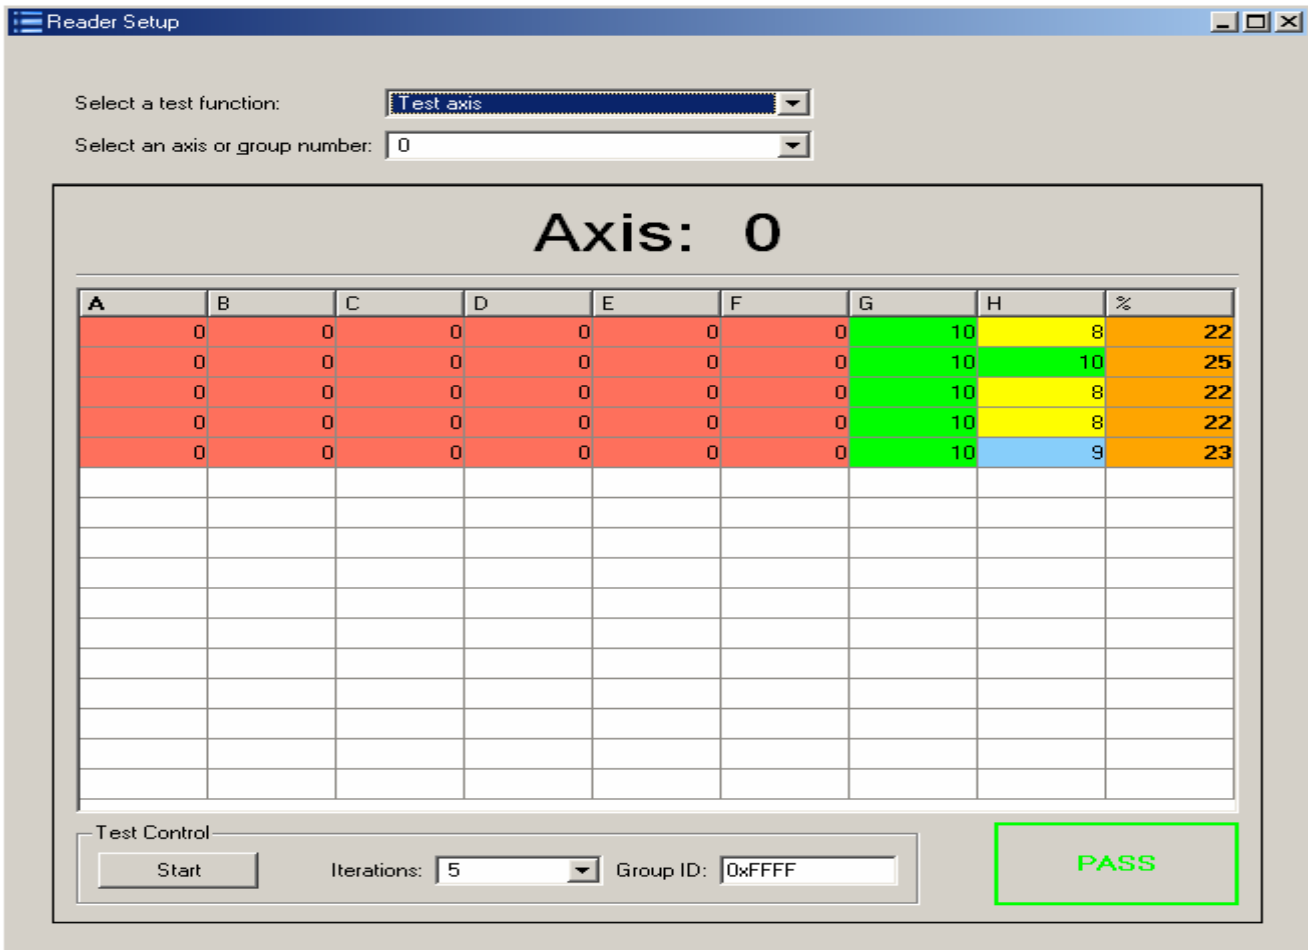 Reader Setup
Select a test function: Test axis
Select an axis or group number: 0
Axis: 0
A B C D E F G H %
0 0 0 0 0 0 10 8 22
0 0 0 0 0 0 10 10 25
0 0 0 0 0 0 10 8 22
0 0 0 0 0 0 10 8 22
0 0 0 0 0 0 10 9 23
Test Control
Start Iterations: 5 Group ID: 0xFFFF PASS